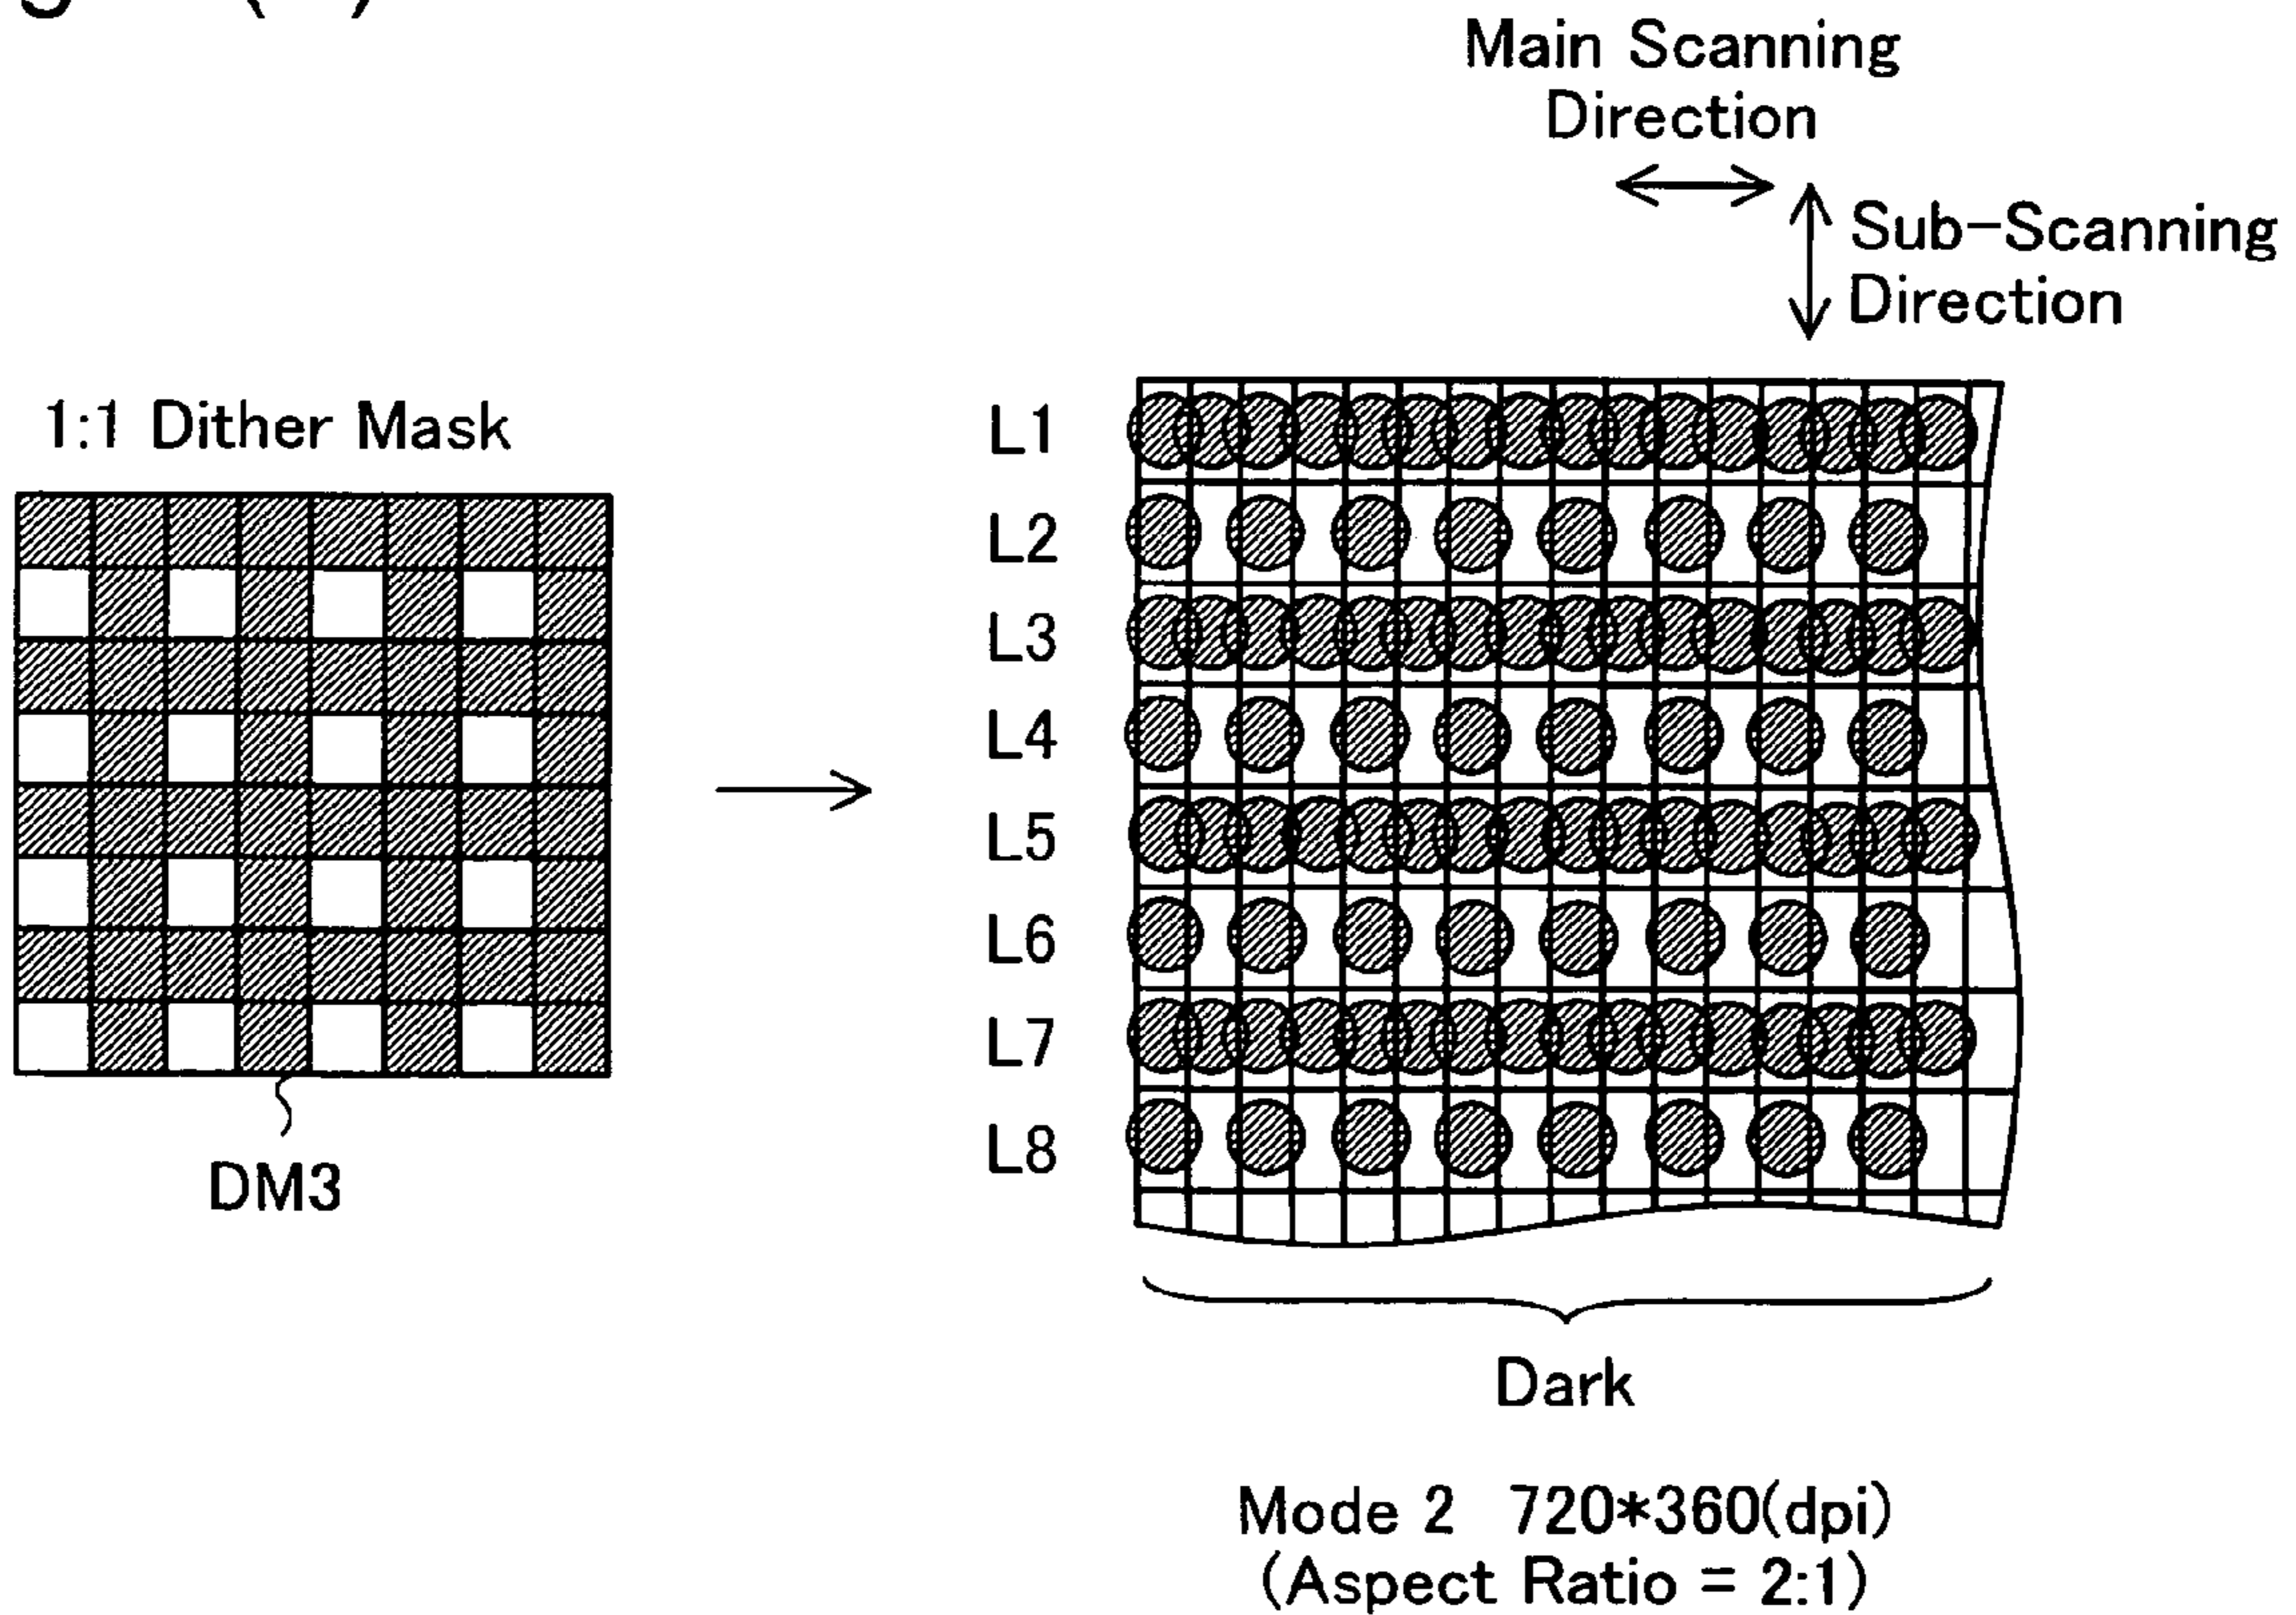 Main Scanning
Direction
Sub-Scanning
Direction
1:1 Dither Mask
L1
L2
L3
L4
L5
L6
L7
L8
DM3
Dark
Mode 2 720*360(dpi)
(Aspect Ratio = 2:1)